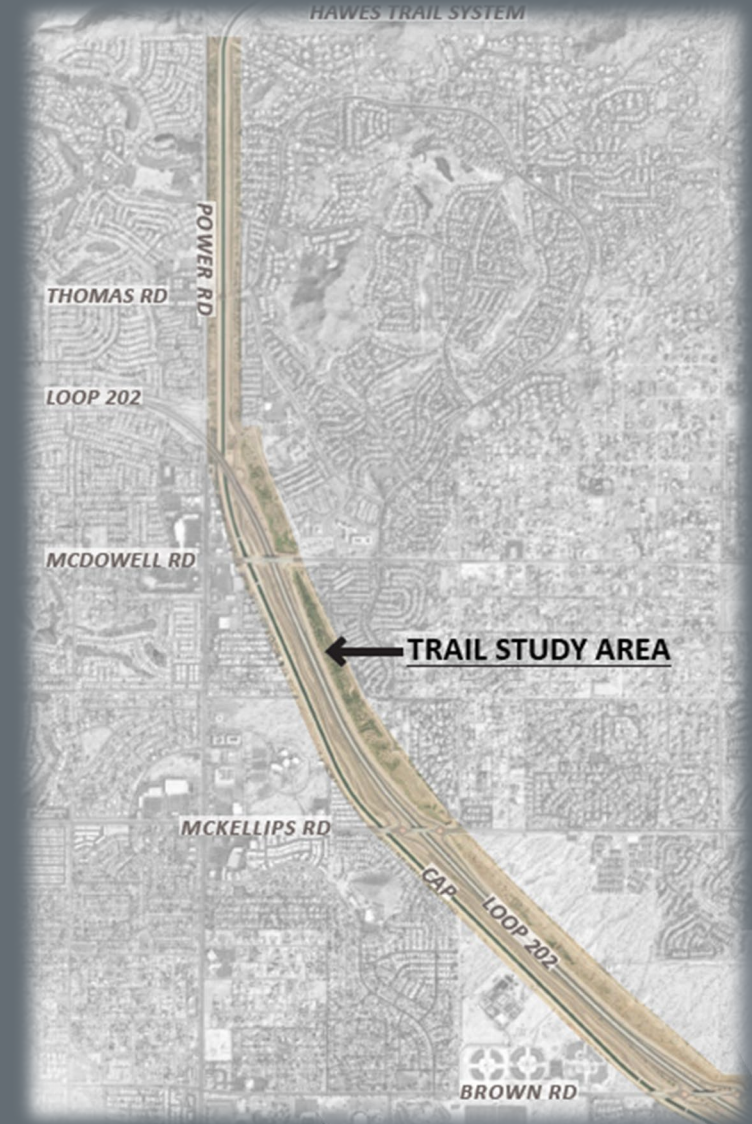 HAWES TRAIL SYSTEM
POWER RD
THOMAS RD
LOOP 202
MCDOWELL RD
TRAIL STUDY AREA
MCKELLIPS RD
CAP
LOOP 202
BROWN RD